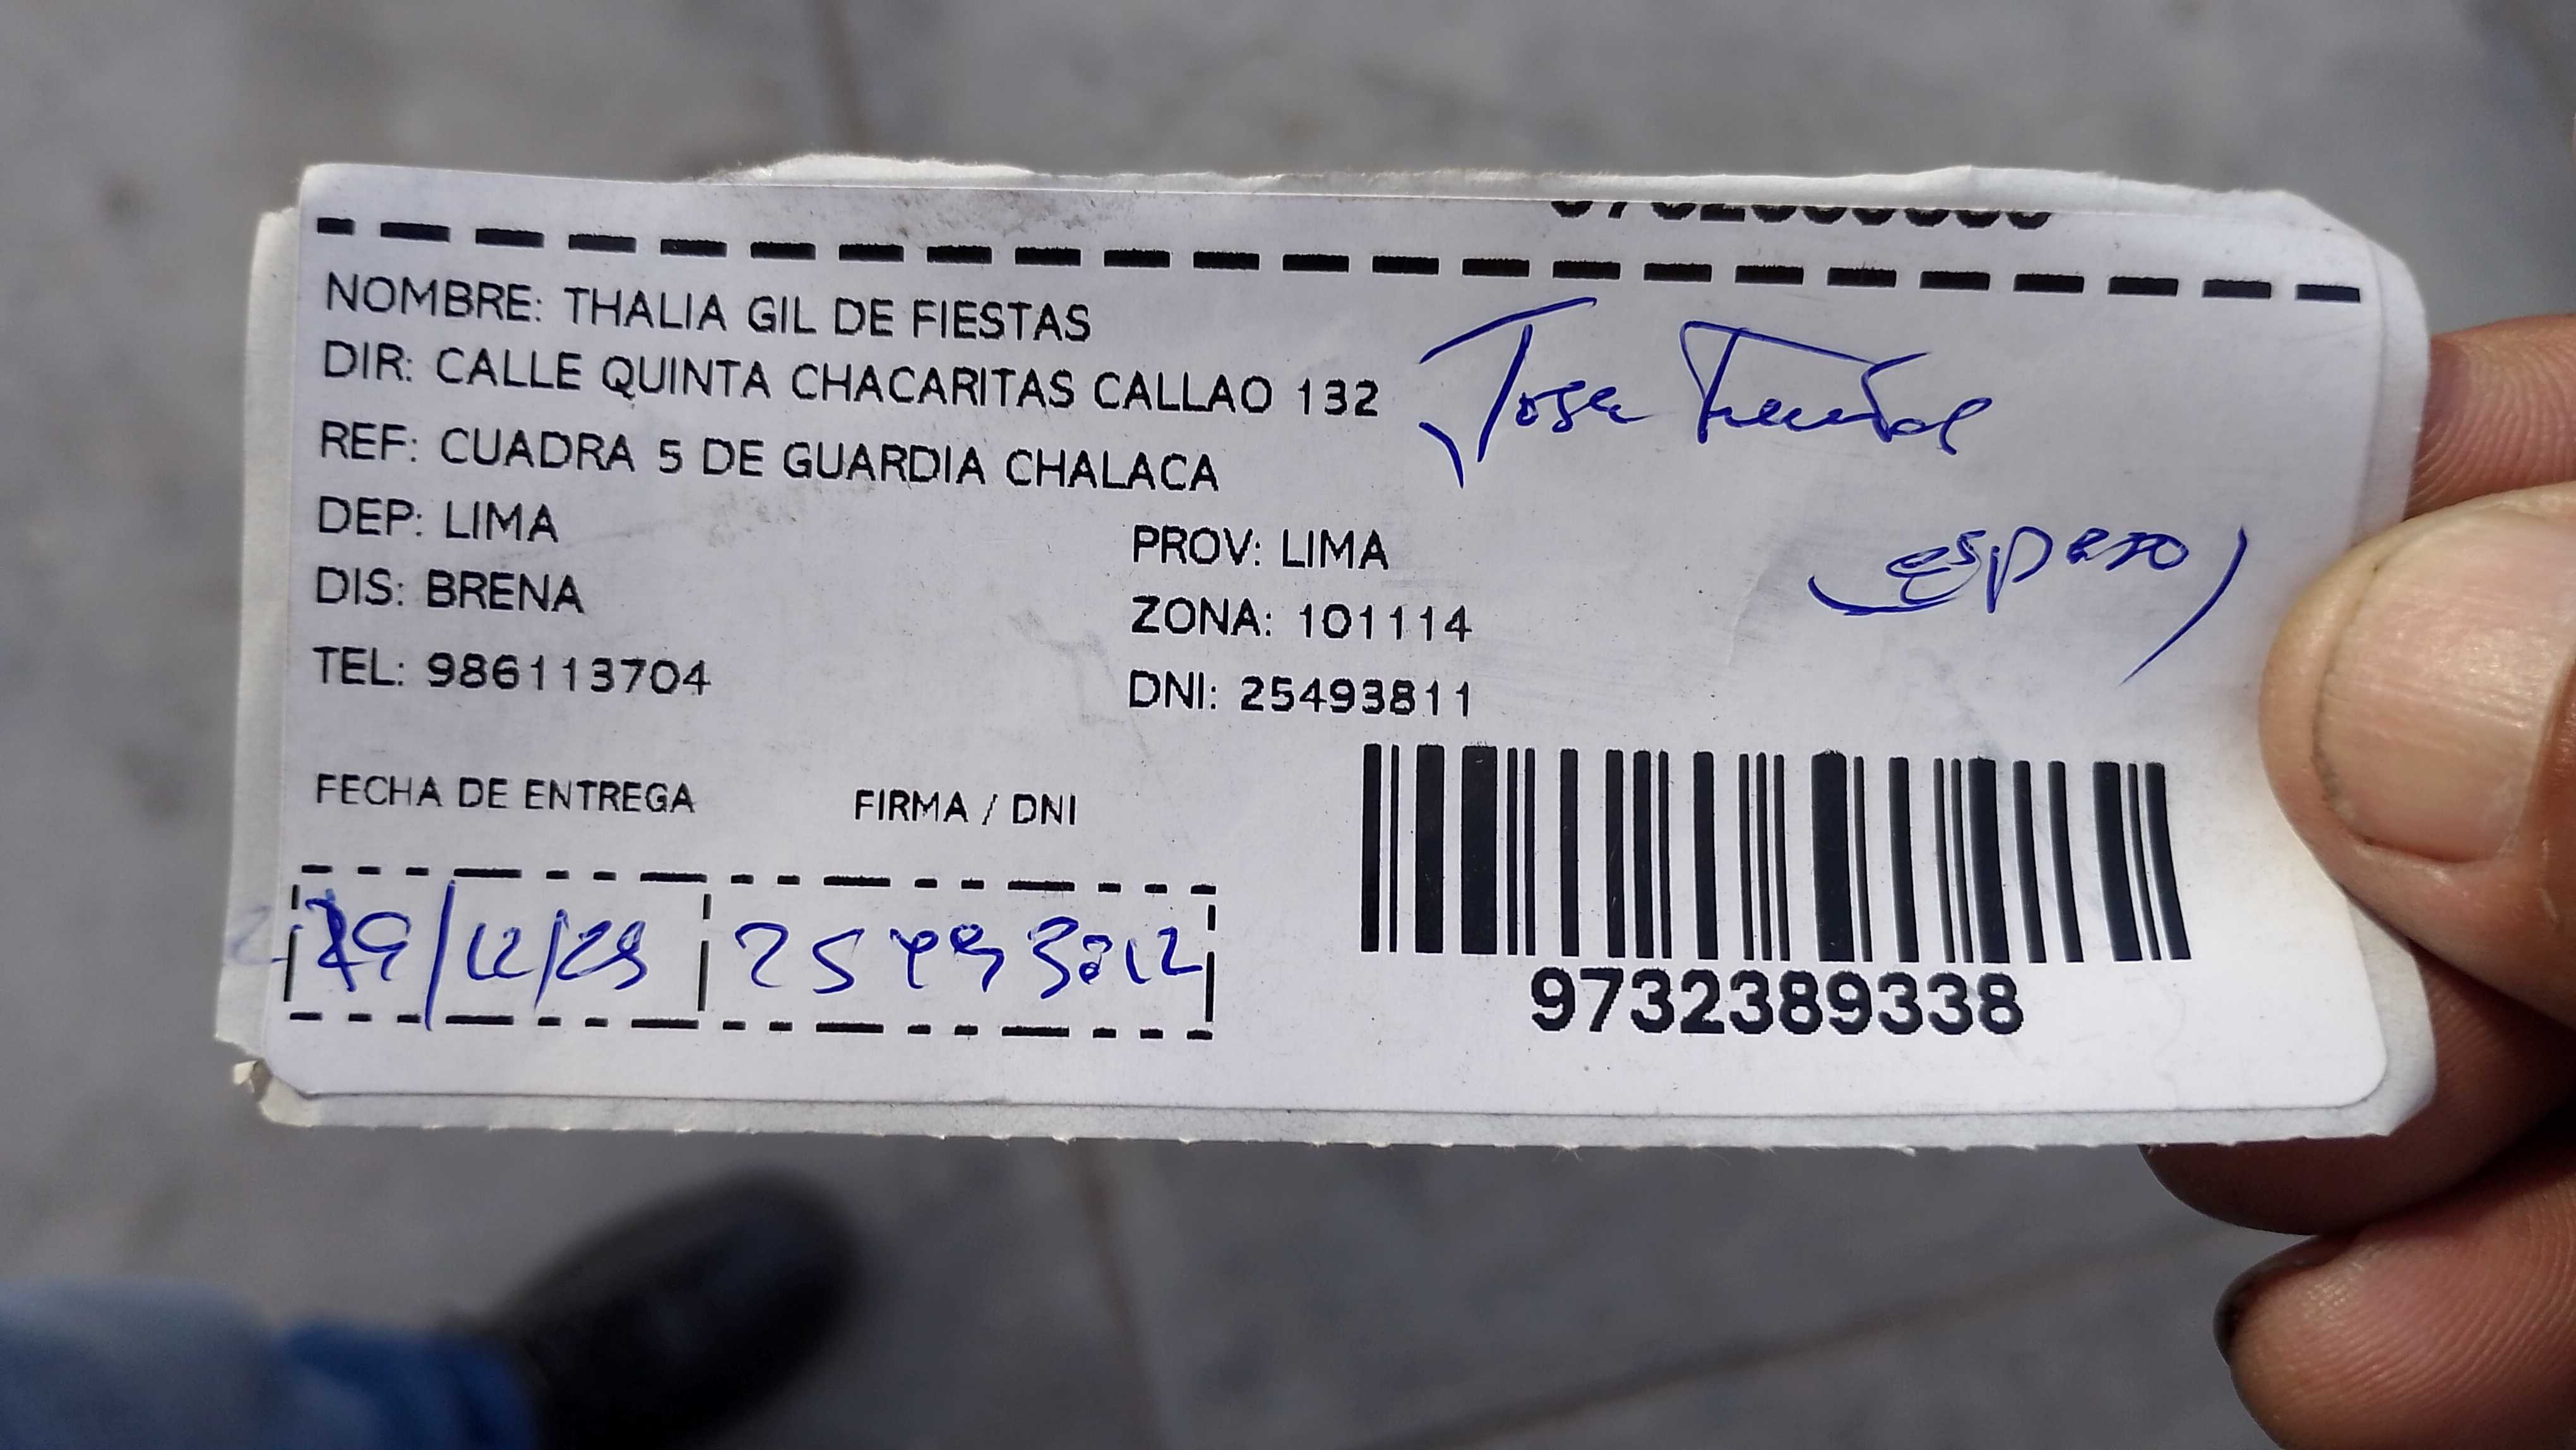 NOMBRE: THALIA GIL DE FIESTAS
DIR: CALLE QUINTA CHACARITAS CALLAO 132
REF: CUADRA 5 DE GUARDIA CHALACA
DEP: LIMA
PROV: LIMA
DIS: BRENA
ZONA: 101114
TEL: 986113704
DNI: 25493811
esposo)
FECHA DE ENTREGA
FIRMA / DNI
9732389338